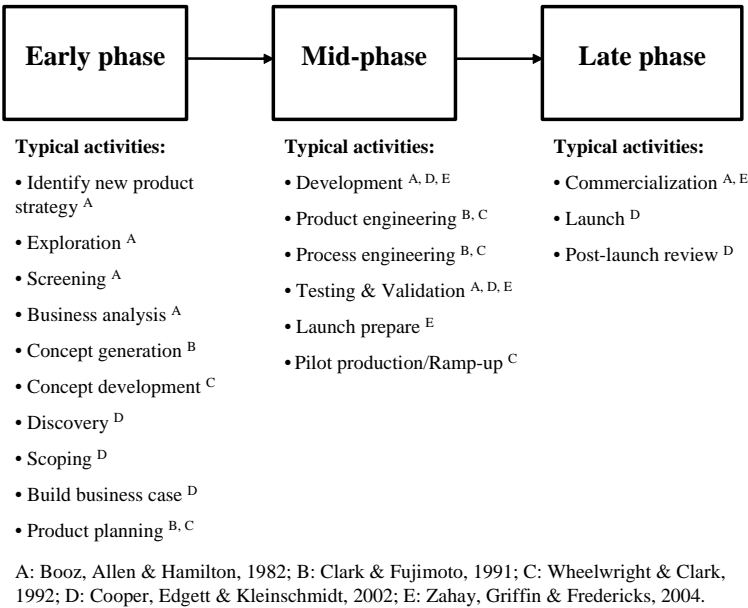 Early phase
Mid-phase
Late phase
Typical activities:
• Identify new product
strategy A
• Exploration A
• Screening A
• Business analysis A
• Concept generation B
• Concept development C
• Discovery D
• Scoping D
• Build business case D
• Product planning B, C
Typical activities:
• Development A, D, E
• Product engineering B, C
• Process engineering B, C
• Testing & Validation A, D, E
• Launch prepare E
• Pilot production/Ramp-up C
Typical activities:
• Commercialization A, E
• Launch D
• Post-launch review D
A: Booz, Allen & Hamilton, 1982; B: Clark & Fujimoto, 1991; C: Wheelwright & Clark,
1992; D: Cooper, Edgett & Kleinschmidt, 2002; E: Zahay, Griffin & Fredericks, 2004.